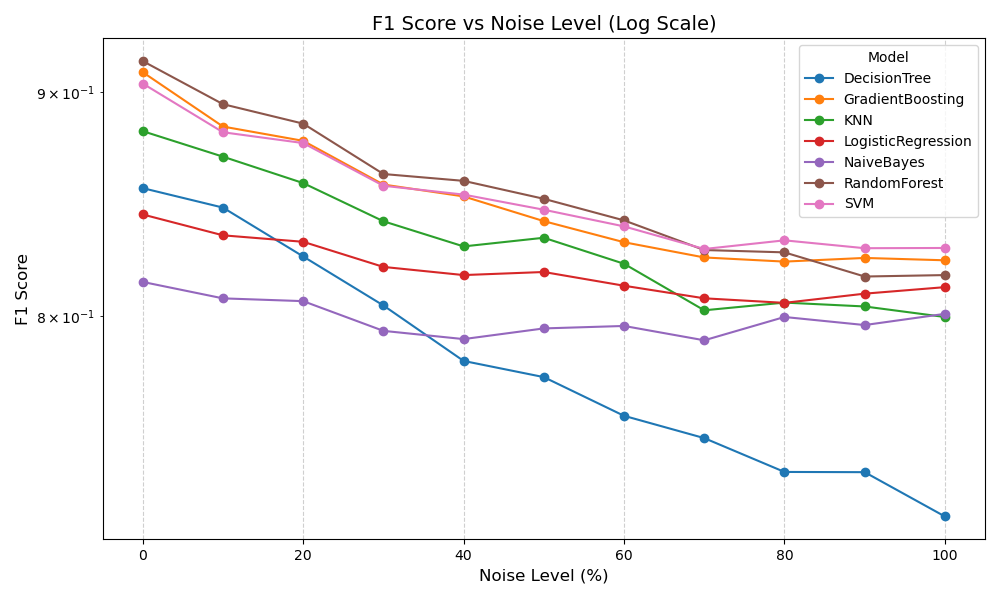 F1 Score vs Noise Level (Log Scale)
Model
DecisionTree
GradientBoosting
KNN
LogisticRegression
NaiveBayes
RandomForest
SVM
9 × 10⁻¹
8 × 10⁻¹
F1 Score
0 20 40 60 80 100
Noise Level (%)